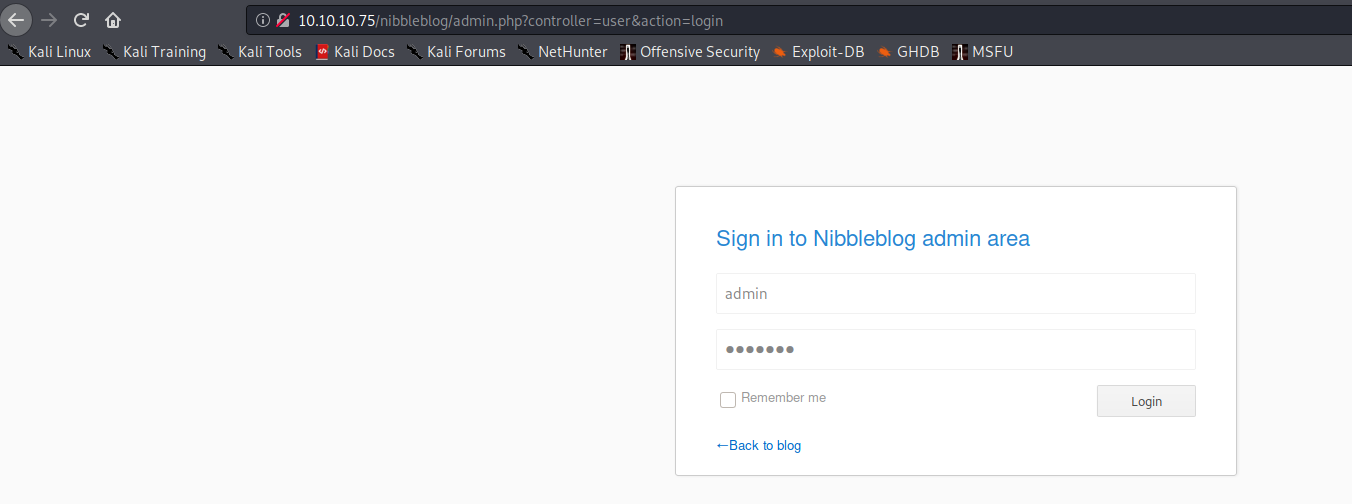 10.10.10.75/nibbleblog/admin.php?controller=user&action=login
Kali Linux Kali Training Kali Tools Kali Docs Kali Forums NetHunter Offensive Security Exploit-DB GHDB MSFU
Sign in to Nibbleblog admin area
admin
●●●●●●●
Remember me Login
←Back to blog